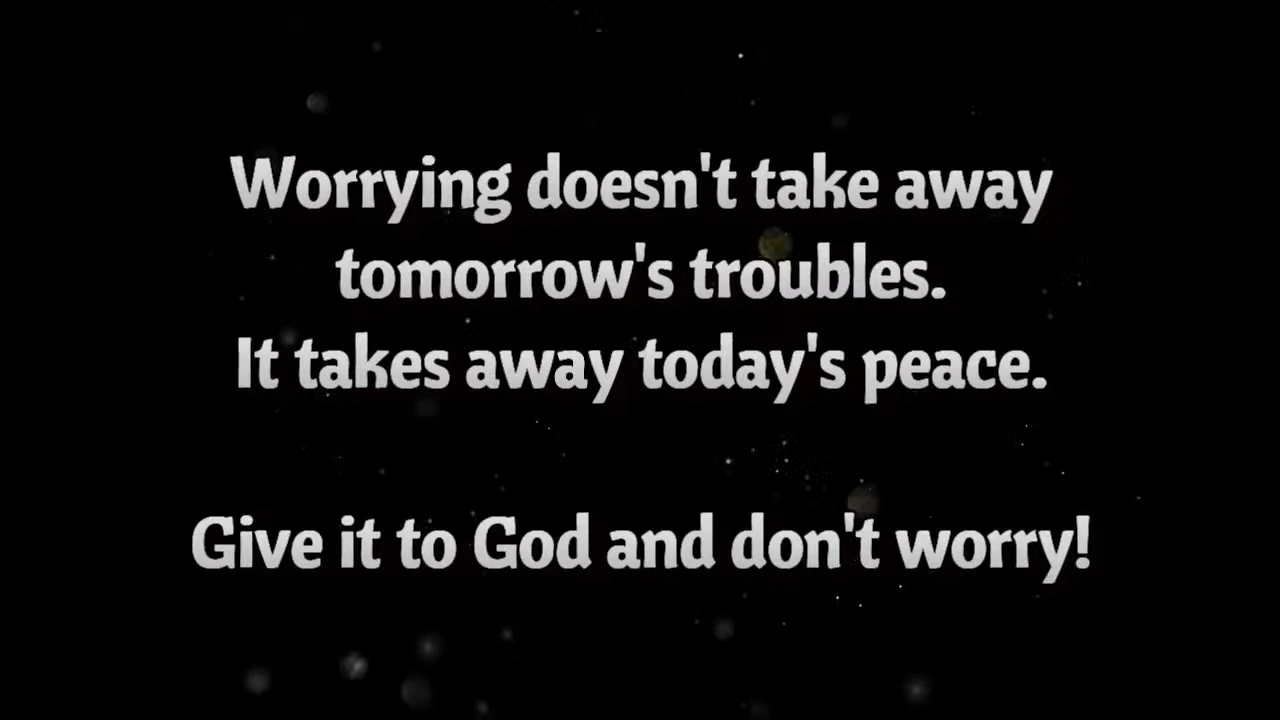 Worrying doesn't take away
tomorrow's troubles.
It takes away today's peace.
Give it to God and don't worry!